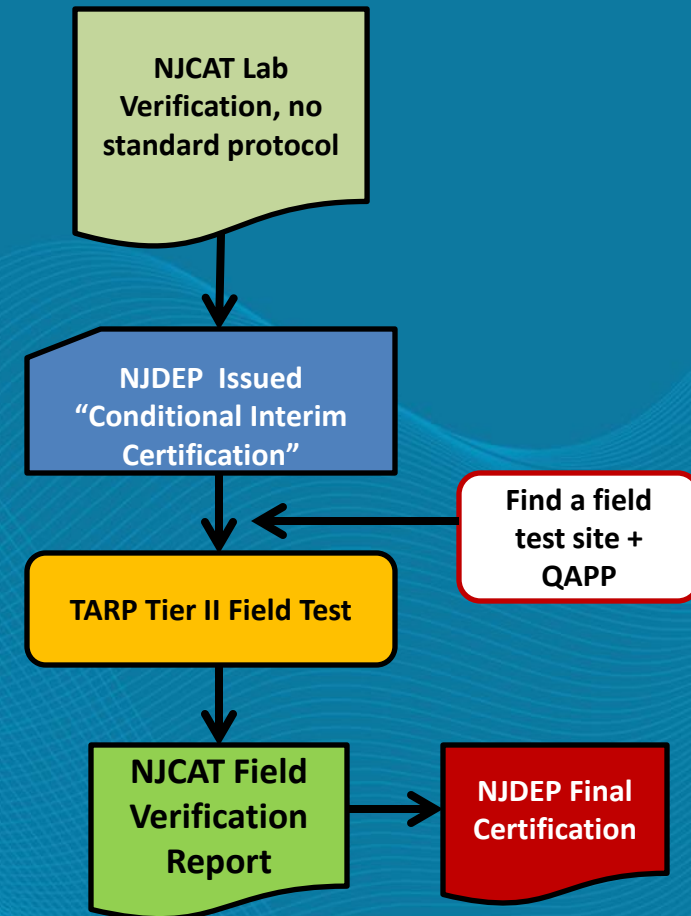 NJCAT Lab
Verification, no
standard protocol
NJDEP Issued
“Conditional Interim
Certification”
Find a field
test site +
QAPP
TARP Tier II Field Test
NJCAT Field
Verification
Report
NJDEP Final
Certification